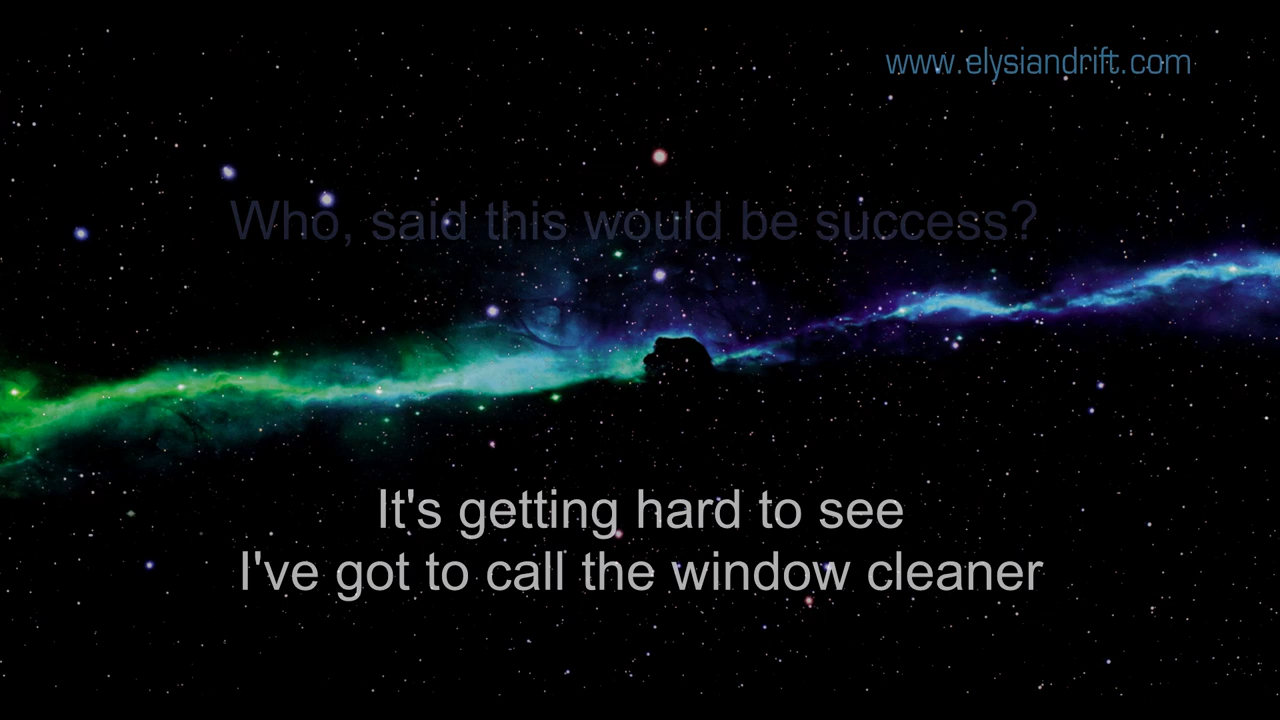 www.elysiandrift.com
Who, said this would be success?
It's getting hard to see
I've got to call the window cleaner